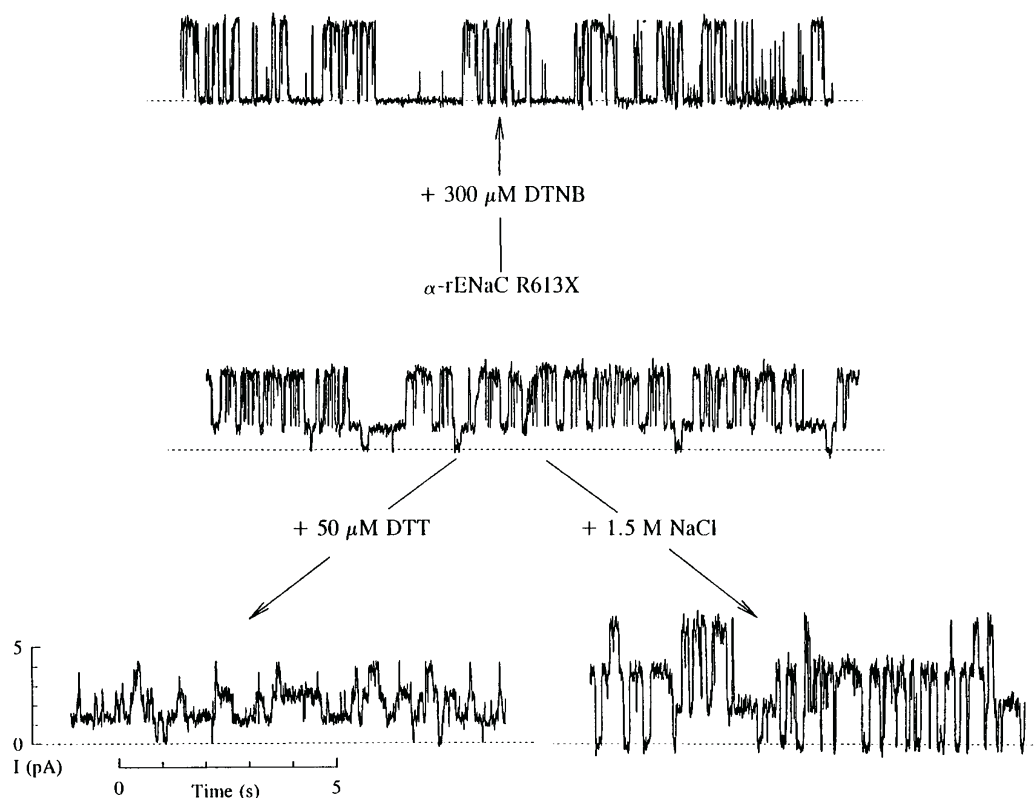 + 300 μM DTNB
α-rENaC R613X
+ 50 μM DTT
+ 1.5 M NaCl
5
0
I (pA)
0 Time (s) 5